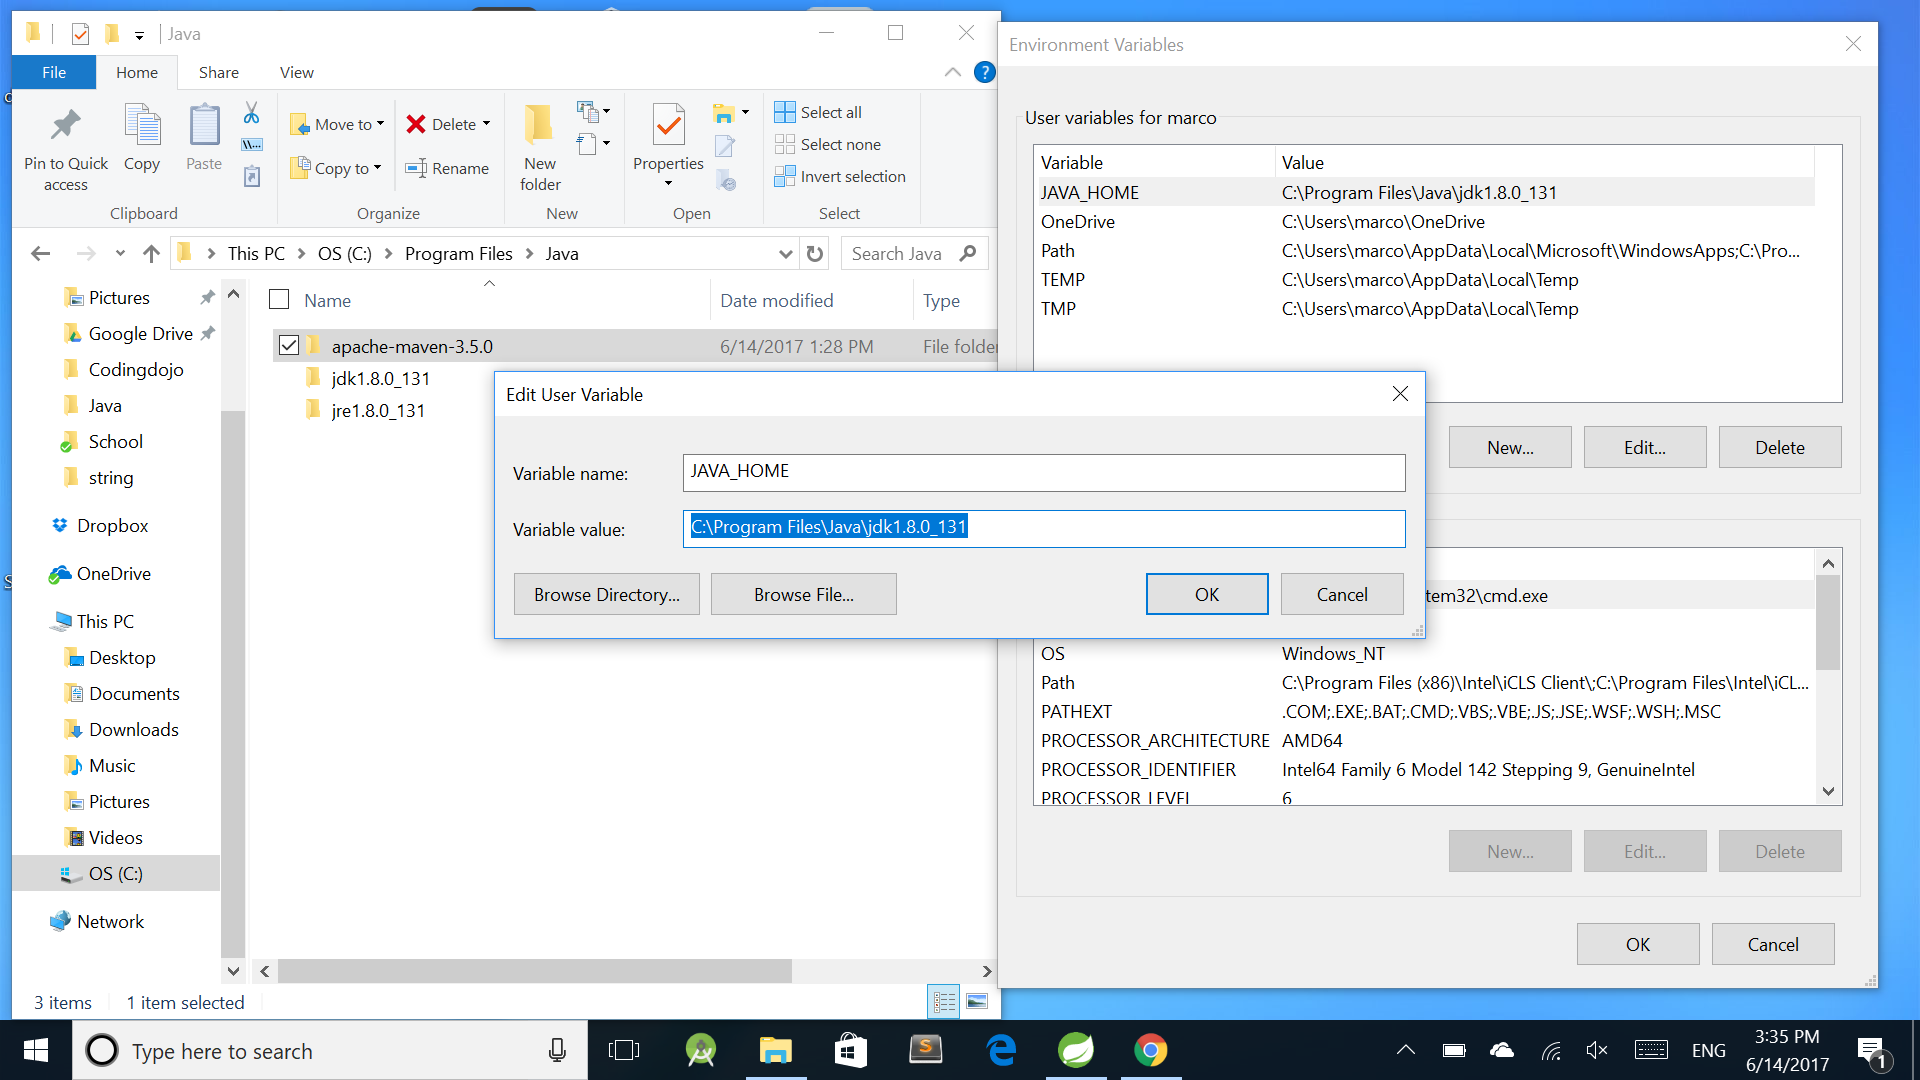 Java
File
Home
Share
View
Pin to Quick access
Copy
Paste
Move to
Copy to
Delete
Rename
New folder
Properties
Select all
Select none
Invert selection
Clipboard
Organize
New
Open
Select
This PC
OS (C:)
Program Files
Java
Search Java
Pictures
Google Drive
Codingdojo
Java
School
string
Dropbox
OneDrive
This PC
Desktop
Documents
Downloads
Music
Pictures
Videos
OS (C:)
Network
Name
Date modified
Type
apache-maven-3.5.0
6/14/2017 1:28 PM
File folder
jdk1.8.0_131
jre1.8.0_131
3 items
1 item selected
Environment Variables
User variables for marco
Variable
Value
JAVA_HOME
C:\Program Files\Java\jdk1.8.0_131
OneDrive
C:\Users\marco\OneDrive
Path
C:\Users\marco\AppData\Local\Microsoft\WindowsApps;C:\Pro...
TEMP
C:\Users\marco\AppData\Local\Temp
TMP
C:\Users\marco\AppData\Local\Temp
New...
Edit...
Delete
Edit User Variable
Variable name:
JAVA_HOME
Variable value:
C:\Program Files\Java\jdk1.8.0_131
Browse Directory...
Browse File...
OK
Cancel
tem32\cmd.exe
OS
Windows_NT
Path
C:\Program Files (x86)\Intel\iCLS Client\;C:\Program Files\Intel\iCL...
PATHEXT
.COM;.EXE;.BAT;.CMD;.VBS;.VBE;.JS;.JSE;.WSF;.WSH;.MSC
PROCESSOR_ARCHITECTURE
AMD64
PROCESSOR_IDENTIFIER
Intel64 Family 6 Model 142 Stepping 9, GenuineIntel
PROCESSOR_LEVEL
6
New...
Edit...
Delete
OK
Cancel
Type here to search
ENG
3:35 PM
6/14/2017
1